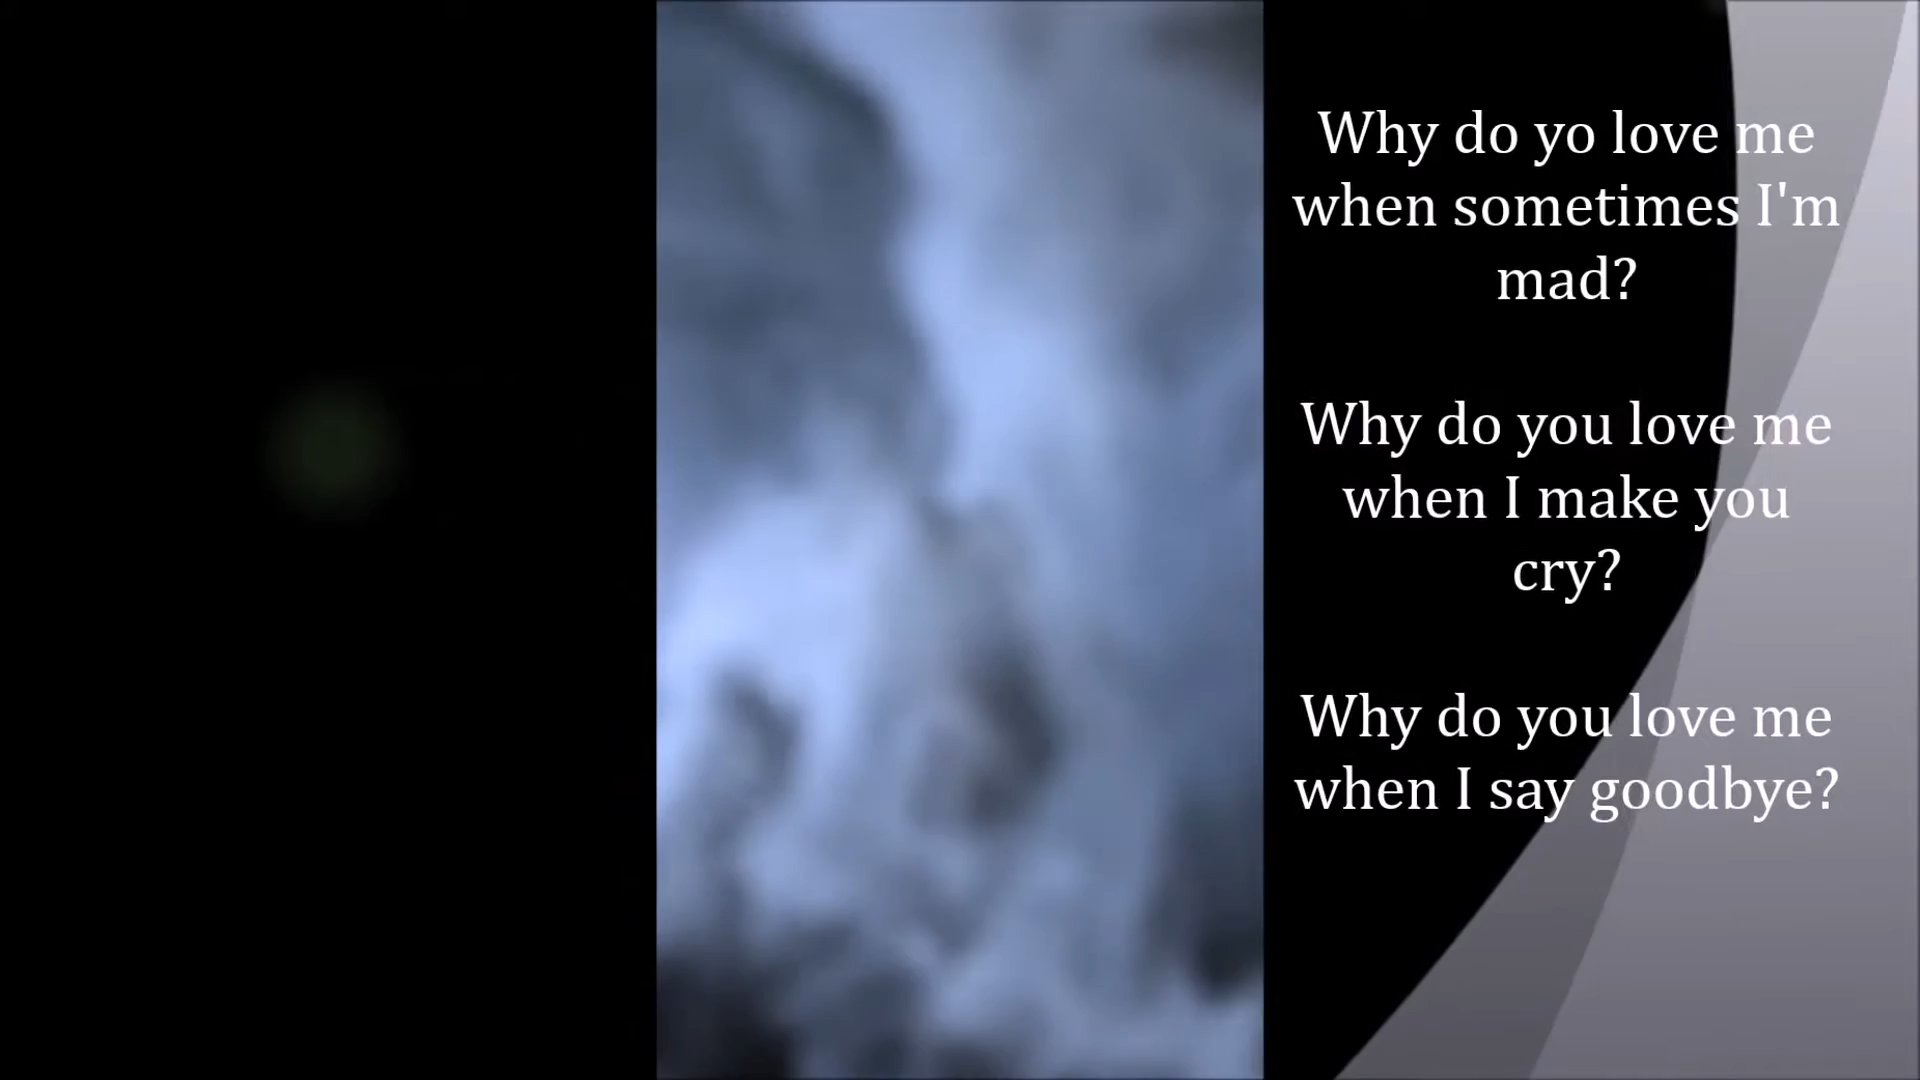 Why do yo love me
when sometimes I'm
mad?
Why do you love me
when I make you
cry?
Why do you love me
when I say goodbye?